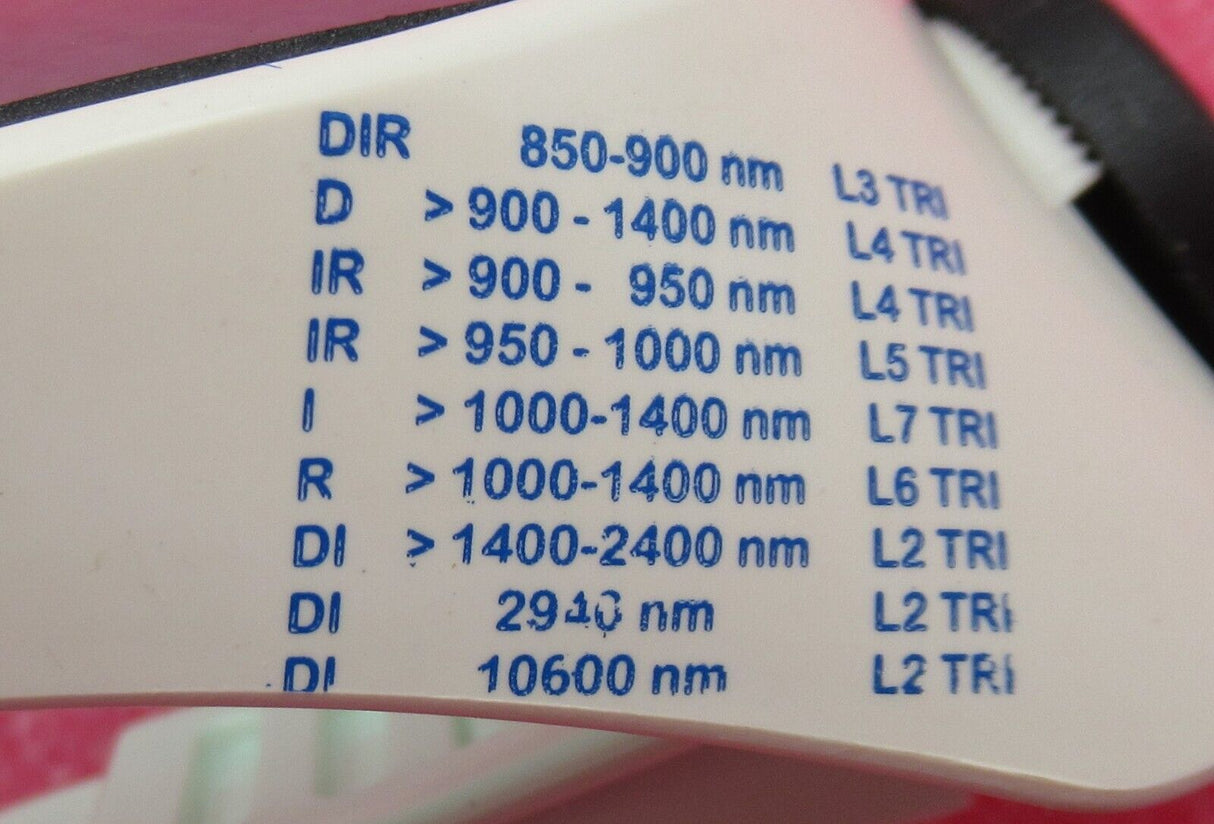 DIR 850-900 nm L3 TRI
D > 900 - 1400 nm L4 TRI
IR > 900 - 950 nm L4 TRI
IR > 950 - 1000 nm L5 TRI
I > 1000-1400 nm L7 TRI
R > 1000-1400 nm L6 TRI
DI > 1400-2400 nm L2 TRI
DI 2940 nm L2 TRI
DI 10600 nm L2 TRI